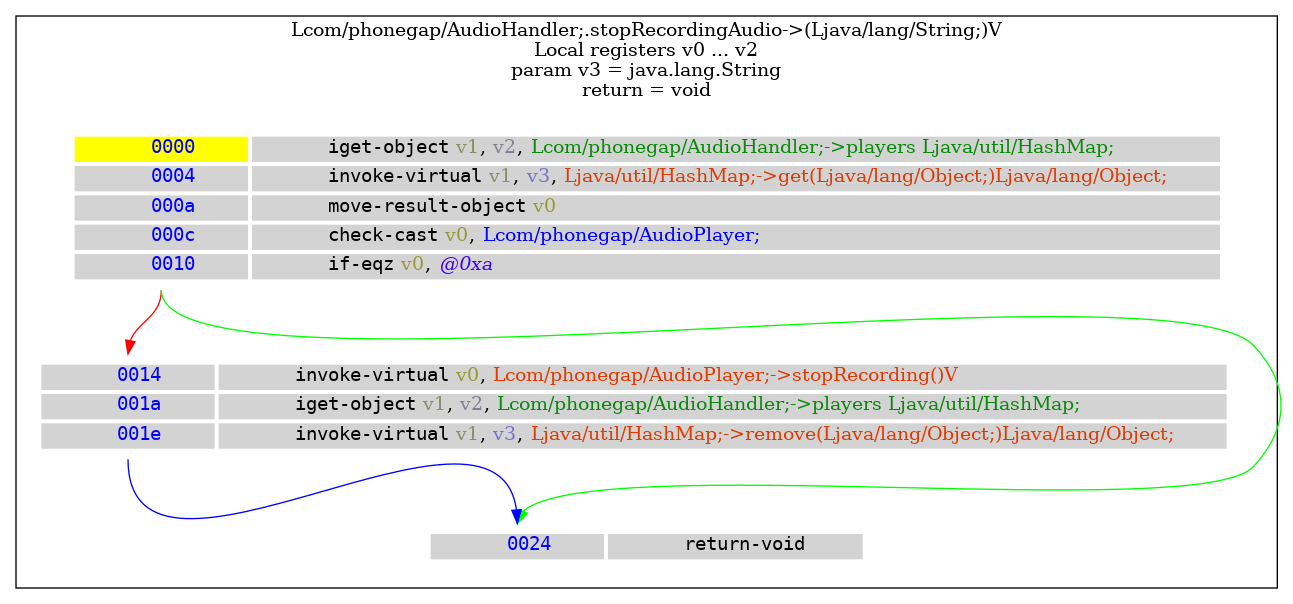 Lcom/phonegap/AudioHandler;.stopRecordingAudio->(Ljava/lang/String;)V
Local registers v0 ... v2
param v3 = java.lang.String
return = void
0000 iget-object v1, v2, Lcom/phonegap/AudioHandler;->players Ljava/util/HashMap;
0004 invoke-virtual v1, v3, Ljava/util/HashMap;->get(Ljava/lang/Object;)Ljava/lang/Object;
000a move-result-object v0
000c check-cast v0, Lcom/phonegap/AudioPlayer;
0010 if-eqz v0, @0xa
0014 invoke-virtual v0, Lcom/phonegap/AudioPlayer;->stopRecording()V
001a iget-object v1, v2, Lcom/phonegap/AudioHandler;->players Ljava/util/HashMap;
001e invoke-virtual v1, v3, Ljava/util/HashMap;->remove(Ljava/lang/Object;)Ljava/lang/Object;
0024 return-void